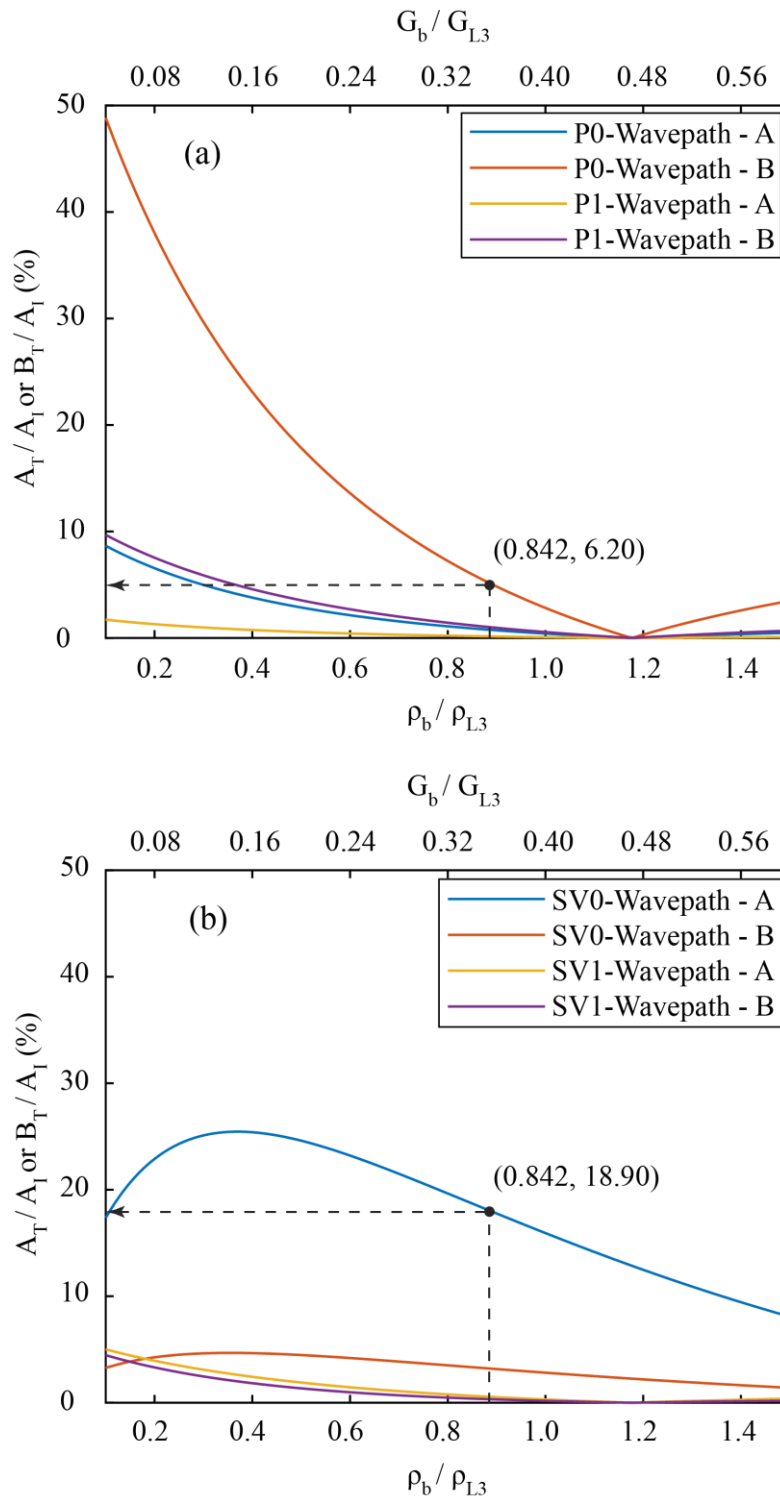 G_b / G_L3
0.08 0.16 0.24 0.32 0.40 0.48 0.56
50
(a)
P0-Wavepath - A
P0-Wavepath - B
P1-Wavepath - A
P1-Wavepath - B
40
30
20
10
0
A_T / A_I or B_T / A_I (%)
(0.842, 6.20)
0.2 0.4 0.6 0.8 1.0 1.2 1.4
ρ_b / ρ_L3
G_b / G_L3
0.08 0.16 0.24 0.32 0.40 0.48 0.56
50
(b)
SV0-Wavepath - A
SV0-Wavepath - B
SV1-Wavepath - A
SV1-Wavepath - B
40
30
20
10
0
A_T / A_I or B_T / A_I (%)
(0.842, 18.90)
0.2 0.4 0.6 0.8 1.0 1.2 1.4
ρ_b / ρ_L3